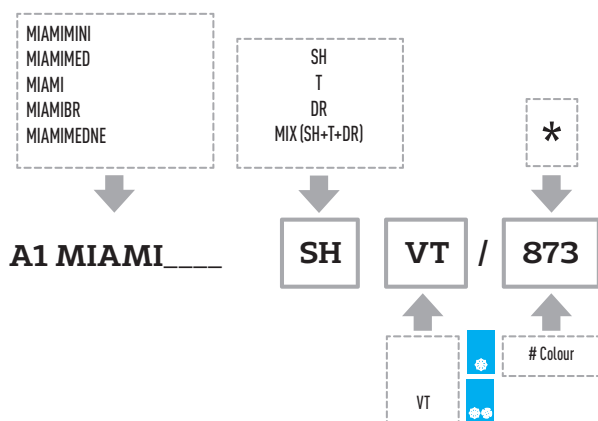 MIAMIMINI
MIAMIMED
MIAMI
MIAMIBR
MIAMIMEDNE
SH
T
DR
MIX (SH+T+DR)
*
A1 MIAMI____ SH VT / 873
VT
# Colour